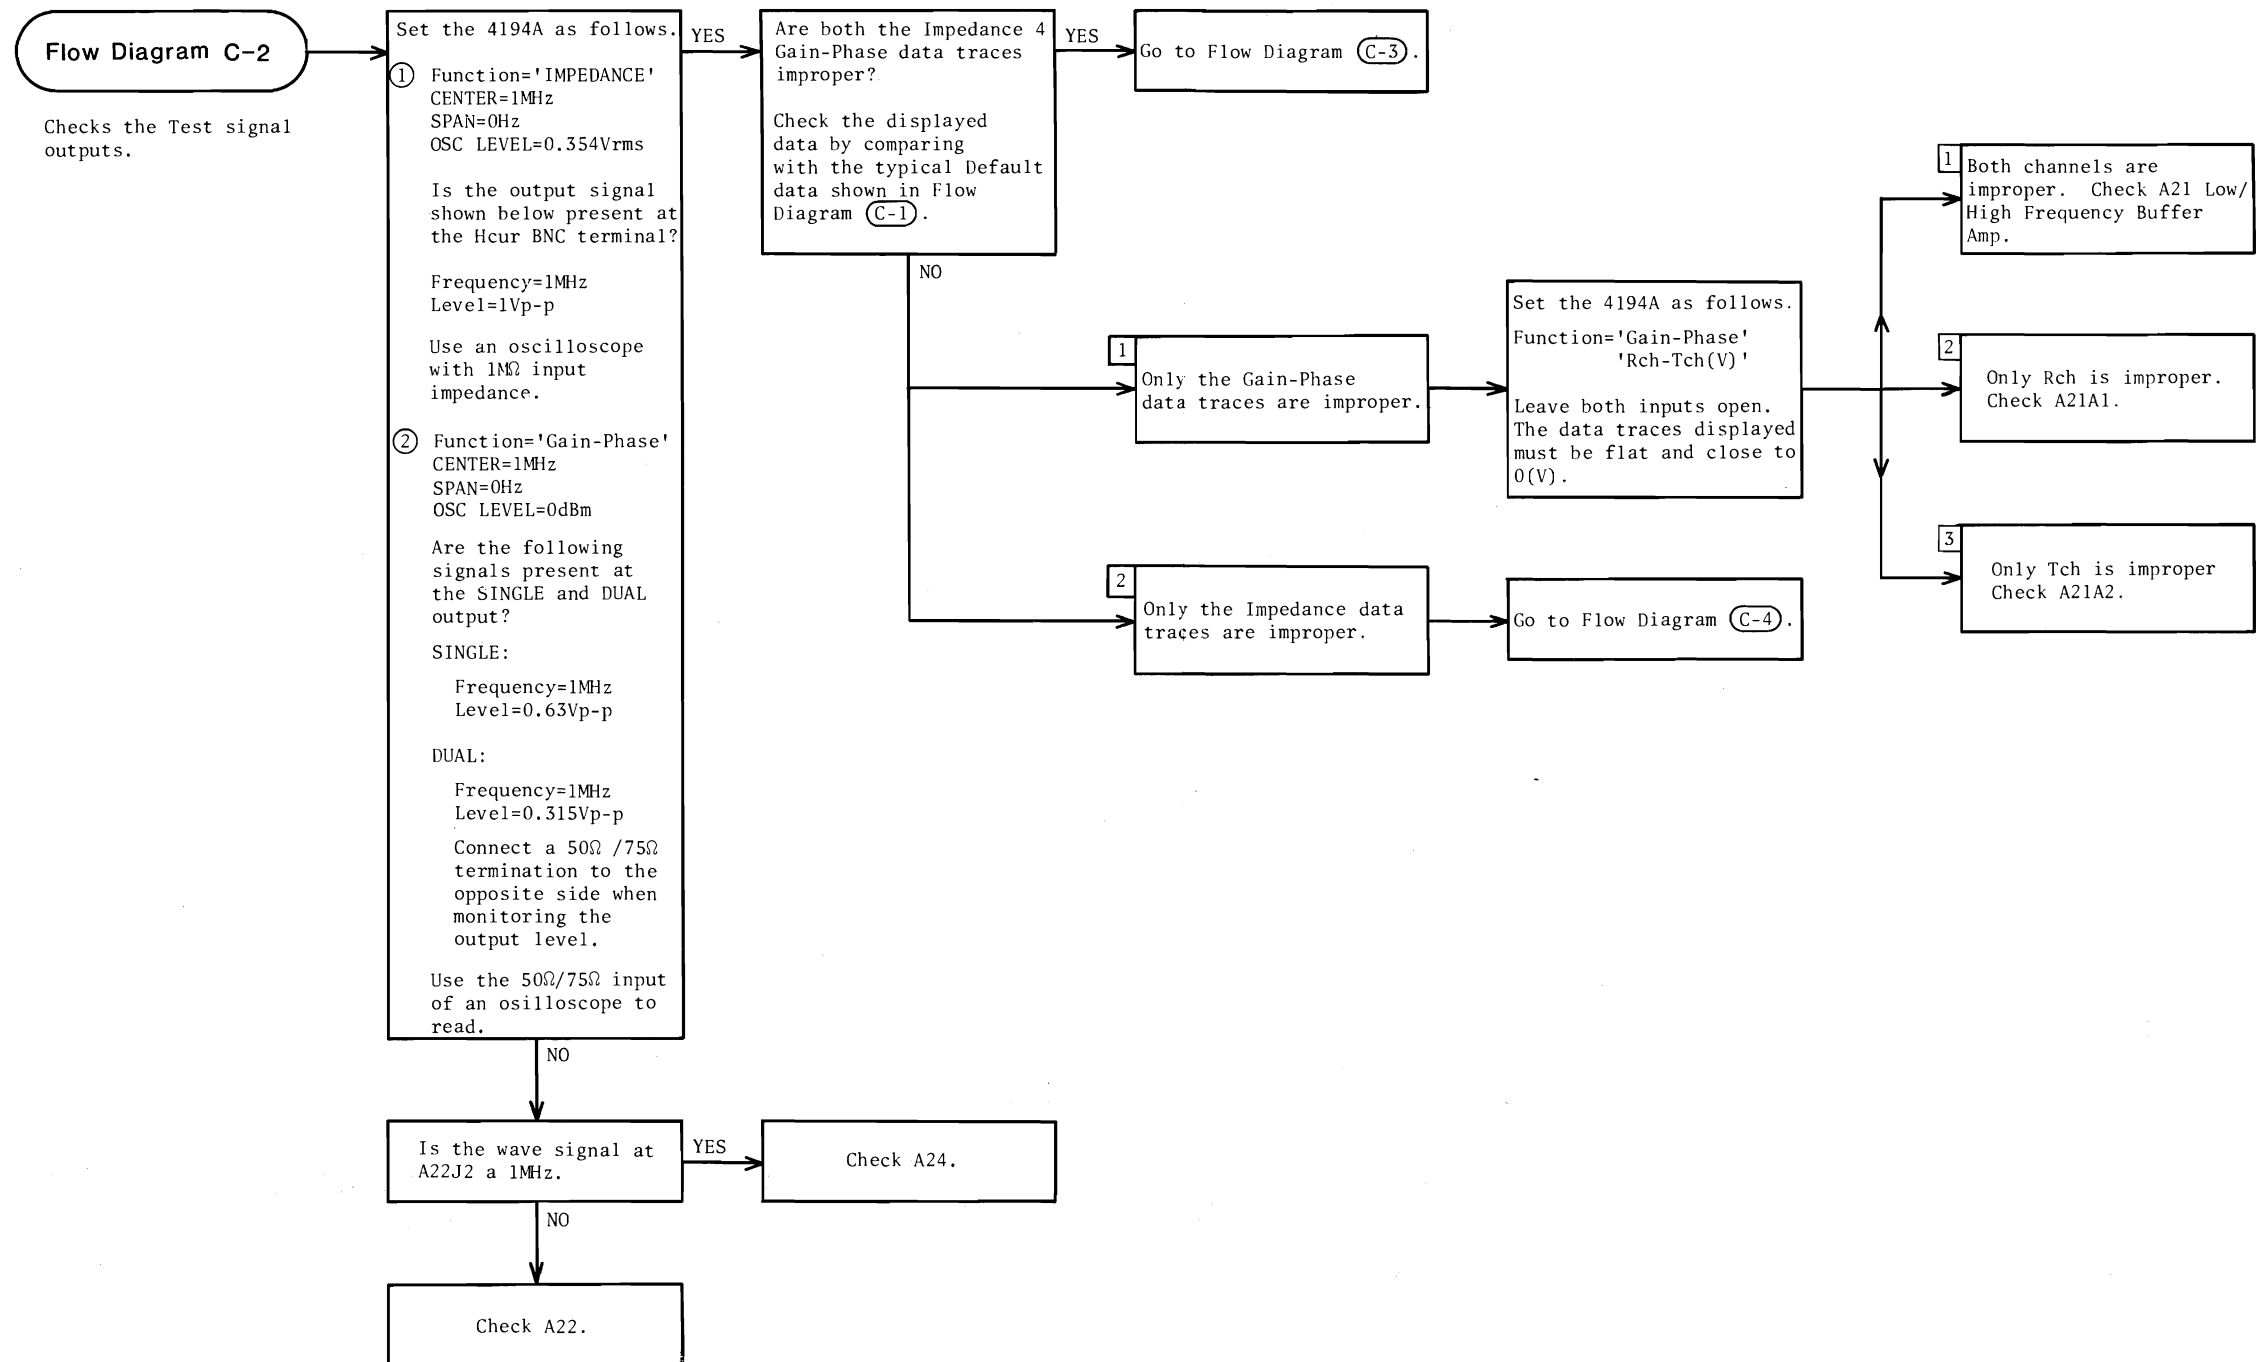 Flow Diagram C-2
Checks the Test signal
outputs.
Set the 4194A as follows.
1 Function='IMPEDANCE'
CENTER=1MHz
SPAN=0Hz
OSC LEVEL=0.354Vrms
Is the output signal
shown below present at
the Hcur BNC terminal?
Frequency=1MHz
Level=1Vp-p
Use an oscilloscope
with 1MΩ input
impedance.
2 Function='Gain-Phase'
CENTER=1MHz
SPAN=0Hz
OSC LEVEL=0dBm
Are the following
signals present at
the SINGLE and DUAL
output?
SINGLE:
Frequency=1MHz
Level=0.63Vp-p
DUAL:
Frequency=1MHz
Level=0.315Vp-p
Connect a 50Ω /75Ω
termination to the
opposite side when
monitoring the
output level.
Use the 50Ω/75Ω input
of an osilloscope to
read.
YES
Are both the Impedance 4
Gain-Phase data traces
improper?
Check the displayed
data by comparing
with the typical Default
data shown in Flow
Diagram C-1.
YES
Go to Flow Diagram C-3.
NO
1
Only the Gain-Phase
data traces are improper.
Set the 4194A as follows.
Function='Gain-Phase'
'Rch-Tch(V)'
Leave both inputs open.
The data traces displayed
must be flat and close to
0(V).
1
Both channels are
improper. Check A21 Low/
High Frequency Buffer
Amp.
2
Only Rch is improper.
Check A21A1.
3
Only Tch is improper
Check A21A2.
2
Only the Impedance data
traces are improper.
Go to Flow Diagram C-4.
NO
Is the wave signal at
A22J2 a 1MHz.
YES
Check A24.
NO
Check A22.